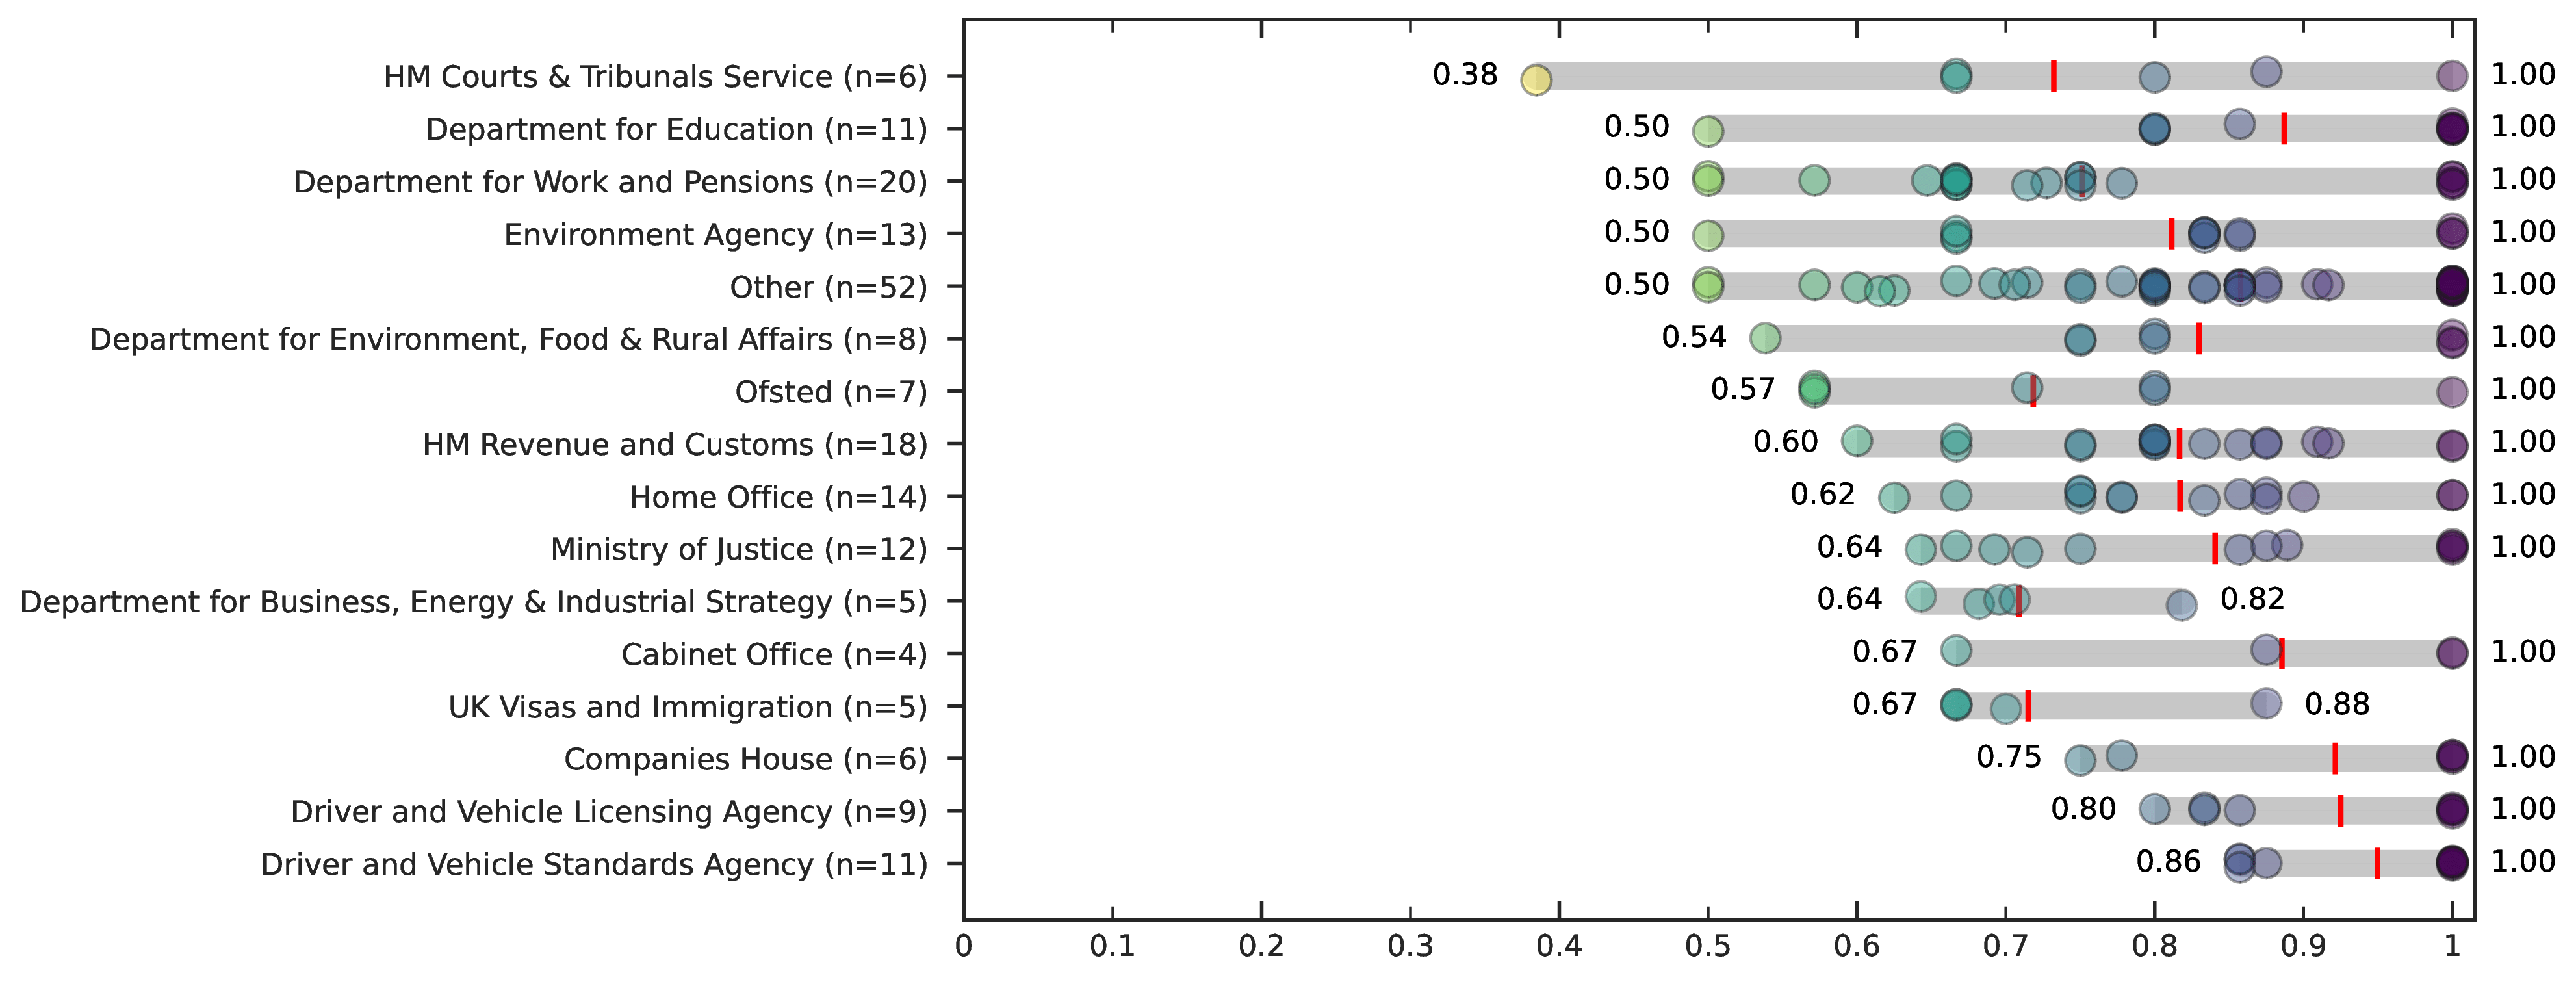 HM Courts & Tribunals Service (n=6) 0.38 1.00
Department for Education (n=11) 0.50 1.00
Department for Work and Pensions (n=20) 0.50 1.00
Environment Agency (n=13) 0.50 1.00
Other (n=52) 0.50 1.00
Department for Environment, Food & Rural Affairs (n=8) 0.54 1.00
Ofsted (n=7) 0.57 1.00
HM Revenue and Customs (n=18) 0.60 1.00
Home Office (n=14) 0.62 1.00
Ministry of Justice (n=12) 0.64 1.00
Department for Business, Energy & Industrial Strategy (n=5) 0.64 0.82
Cabinet Office (n=4) 0.67 1.00
UK Visas and Immigration (n=5) 0.67 0.88
Companies House (n=6) 0.75 1.00
Driver and Vehicle Licensing Agency (n=9) 0.80 1.00
Driver and Vehicle Standards Agency (n=11) 0.86 1.00
0 0.1 0.2 0.3 0.4 0.5 0.6 0.7 0.8 0.9 1